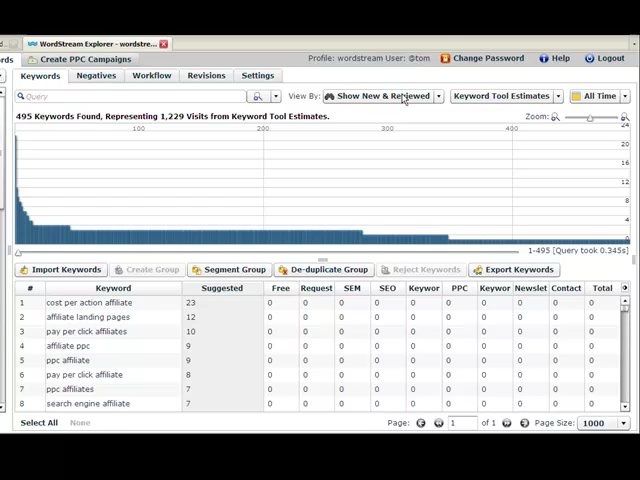 WordStream Explorer - wordstre...
rds Create PPC Campaigns Profile: wordstream User: @tom Change Password Help Logout
Keywords Negatives Workflow Revisions Settings
Query View By: Show New & Reviewed Keyword Tool Estimates All Time
495 Keywords Found, Representing 1,229 Visits from Keyword Tool Estimates. Zoom:
100 200 300 400 24
20
16
12
8
4
0
1-495 [Query took 0.345s]
Import Keywords Create Group Segment Group De-duplicate Group Reject Keywords Export Keywords
# Keyword Suggested Free Request SEM SEO Keywor PPC Keywor Newslet Contact Total
1 cost per action affiliate 23 0 0 0 0 0 0 0 0 0 0
2 affiliate landing pages 12 0 0 0 0 0 0 0 0 0 0
3 pay per click affiliates 10 0 0 0 0 0 0 0 0 0 0
4 affiliate ppc 9 0 0 0 0 0 0 0 0 0 0
5 ppc affiliate 9 0 0 0 0 0 0 0 0 0 0
6 pay per click affiliate 8 0 0 0 0 0 0 0 0 0 0
7 ppc affiliates 7 0 0 0 0 0 0 0 0 0 0
8 search engine affiliate 7 0 0 0 0 0 0 0 0 0 0
Select All None Page: 1 of 1 Page Size: 1000